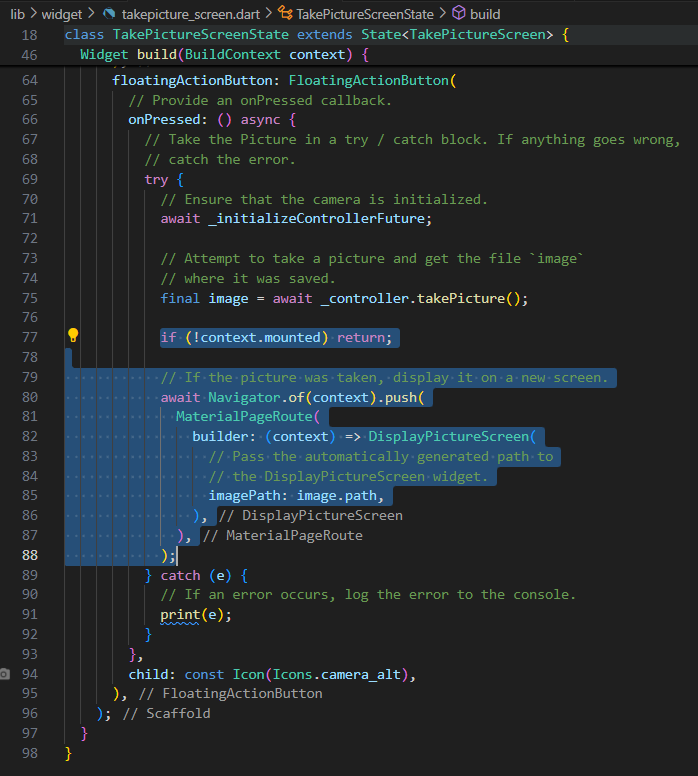 lib > widget > takepicture_screen.dart > TakePictureScreenState > build
18 class TakePictureScreenState extends State<TakePictureScreen> {
46 Widget build(BuildContext context) {
64 floatingActionButton: FloatingActionButton(
65 // Provide an onPressed callback.
66 onPressed: () async {
67 // Take the Picture in a try / catch block. If anything goes wrong,
68 // catch the error.
69 try {
70 // Ensure that the camera is initialized.
71 await _initializeControllerFuture;
72
73 // Attempt to take a picture and get the file `image`
74 // where it was saved.
75 final image = await _controller.takePicture();
76
77 if (!context.mounted) return;
78
79 // If the picture was taken, display it on a new screen.
80 await Navigator.of(context).push(
81 MaterialPageRoute(
82 builder: (context) => DisplayPictureScreen(
83 // Pass the automatically generated path to
84 // the DisplayPictureScreen widget.
85 imagePath: image.path,
86 ), // DisplayPictureScreen
87 ), // MaterialPageRoute
88 );
89 } catch (e) {
90 // If an error occurs, log the error to the console.
91 print(e);
92 }
93 },
94 child: const Icon(Icons.camera_alt),
95 ), // FloatingActionButton
96 ); // Scaffold
97 }
98 }